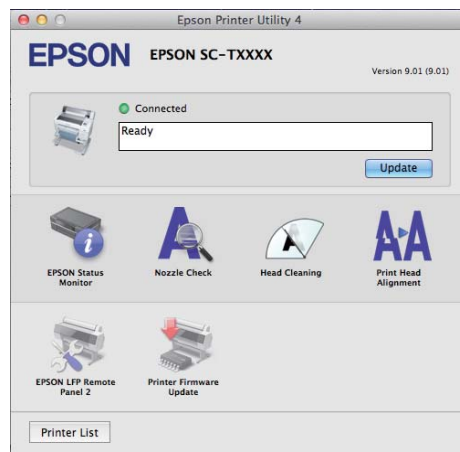 Epson Printer Utility 4
EPSON
EPSON SC-TXXXX
Version 9.01 (9.01)
Connected
Ready
Update
EPSON Status
Monitor
Nozzle Check
Head Cleaning
Print Head
Alignment
EPSON LFP Remote
Panel 2
Printer Firmware
Update
Printer List